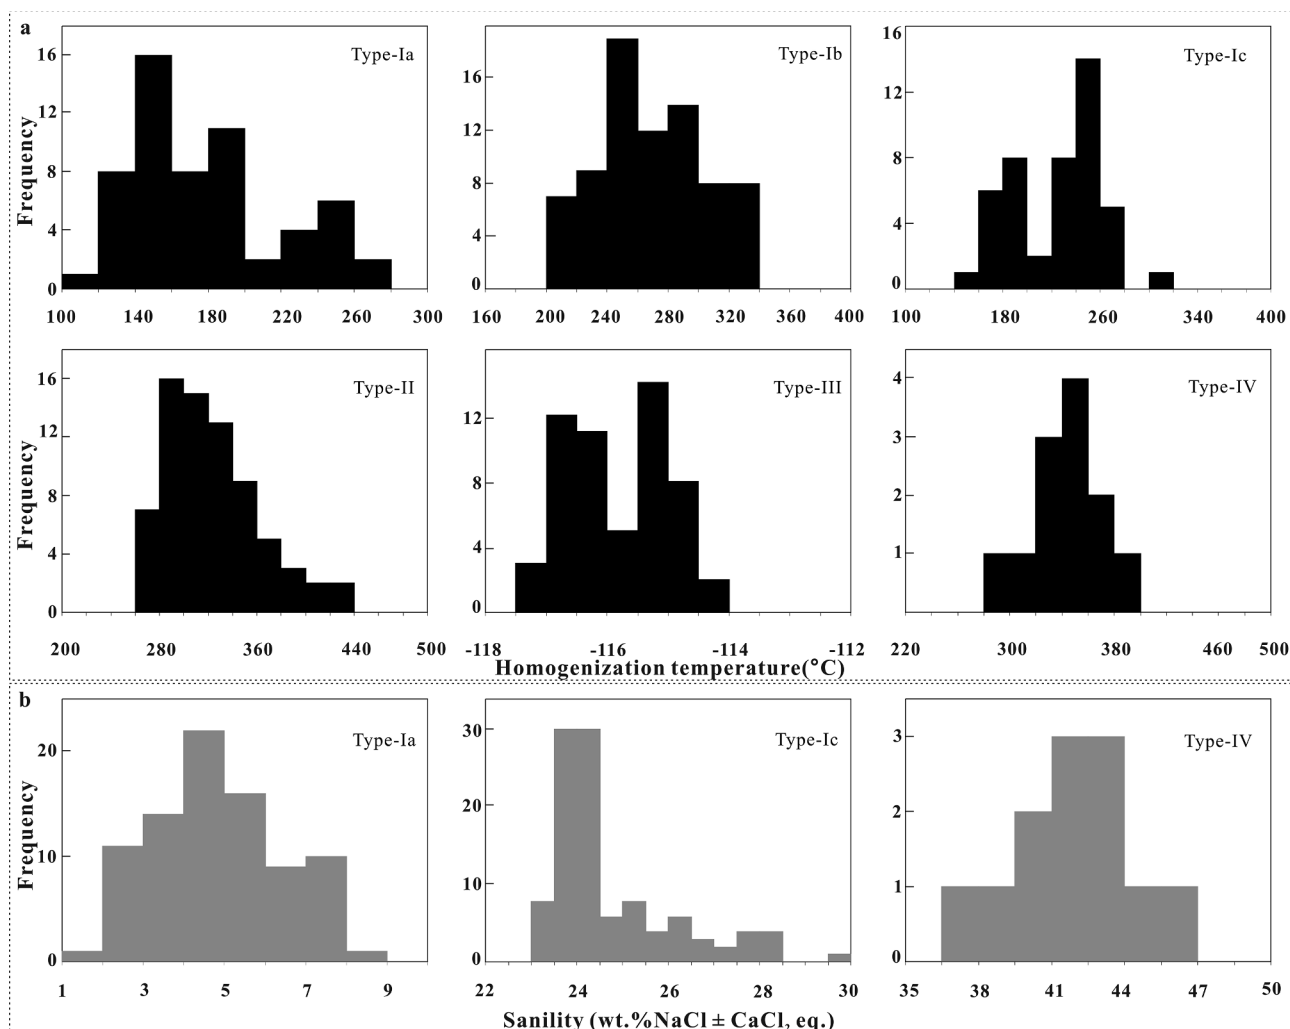 a
Type-Ia
Frequency
16
12
8
4
0
100 140 180 220 260 300
Type-Ib
16
12
8
4
0
160 200 240 280 320 360 400
Type-Ic
16
12
8
4
0
100 180 260 340 400
Type-II
Frequency
16
12
8
4
0
200 280 360 440 500
Type-III
12
8
4
0
-118 -116 -114 -112
Type-IV
4
3
2
1
220 300 380 460 500
Homogenization temperature(°C)
b
Type-Ia
Frequency
20
10
0
1 3 5 7 9
Type-Ic
30
20
10
0
22 24 26 28 30
Type-IV
3
2
1
0
35 38 41 44 47 50
Sanility (wt.%NaCl ± CaCl₂ eq.)